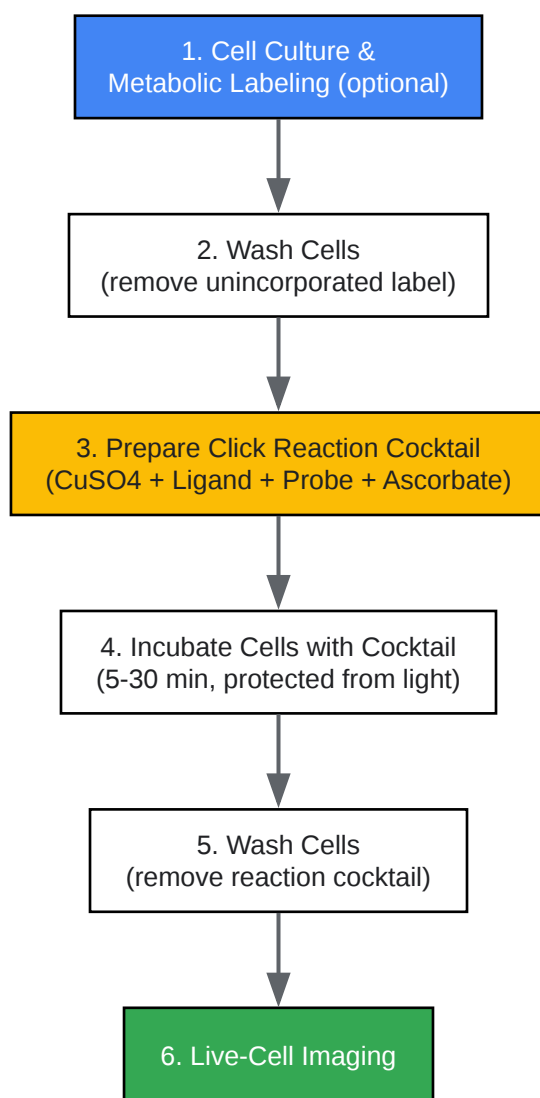 1. Cell Culture &
Metabolic Labeling (optional)
2. Wash Cells
(remove unincorporated label)
3. Prepare Click Reaction Cocktail
(CuSO4 + Ligand + Probe + Ascorbate)
4. Incubate Cells with Cocktail
(5-30 min, protected from light)
5. Wash Cells
(remove reaction cocktail)
6. Live-Cell Imaging